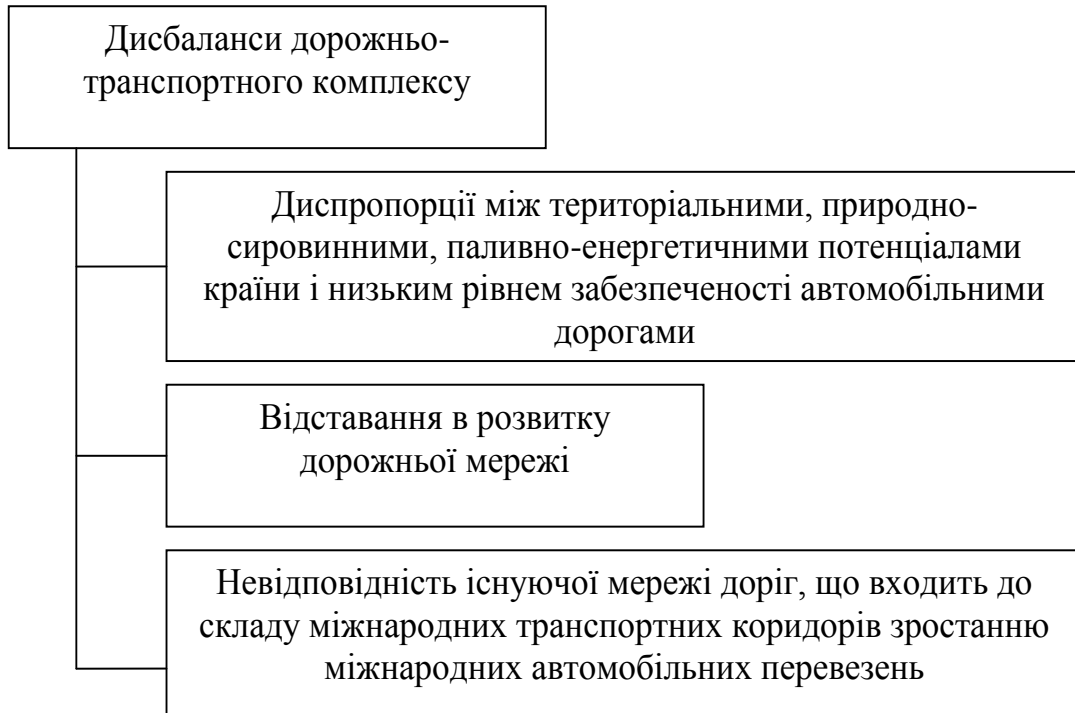 Дисбаланси дорожньо-
транспортного комплексу
Диспропорції між територіальними, природно-
сировинними, паливно-енергетичними потенціалами
країни і низьким рівнем забезпеченості автомобільними
дорогами
Відставання в розвитку
дорожньої мережі
Невідповідність існуючої мережі доріг, що входить до
складу міжнародних транспортних коридорів зростанню
міжнародних автомобільних перевезень